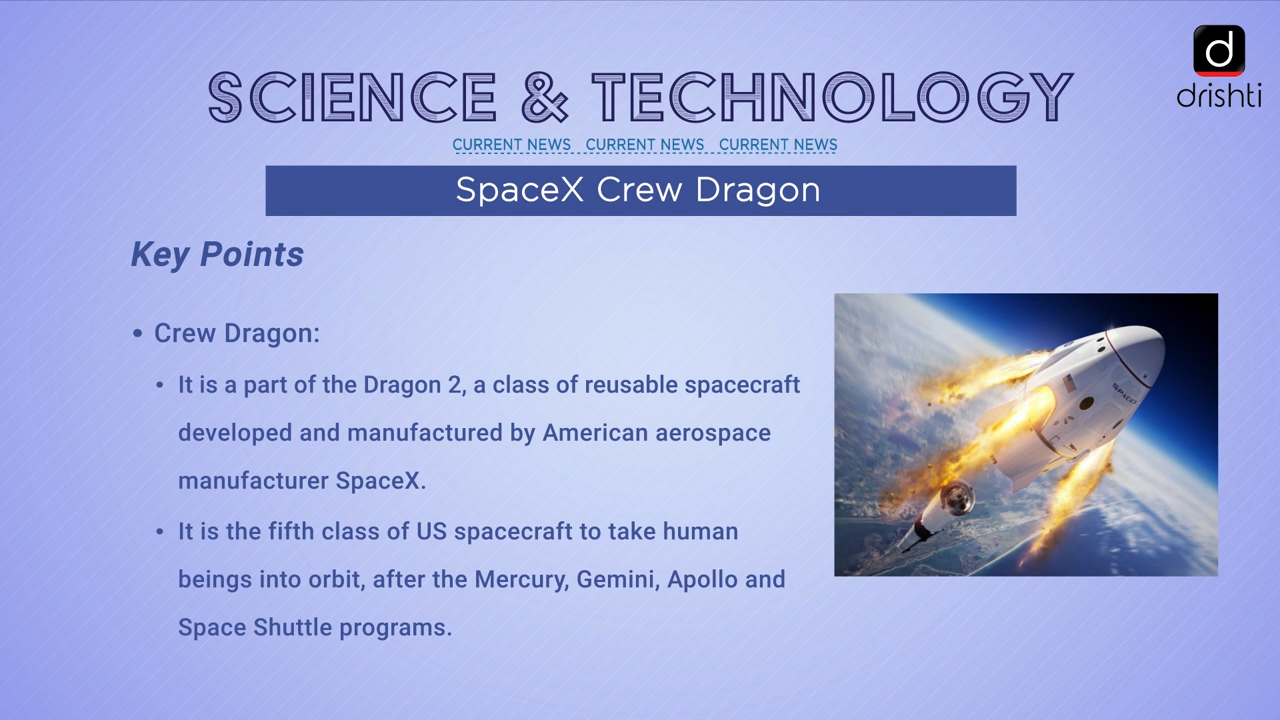 d
drishti
SCIENCE & TECHNOLOGY
CURRENT NEWS CURRENT NEWS CURRENT NEWS
SpaceX Crew Dragon
Key Points
• Crew Dragon:
• It is a part of the Dragon 2, a class of reusable spacecraft
developed and manufactured by American aerospace
manufacturer SpaceX.
• It is the fifth class of US spacecraft to take human
beings into orbit, after the Mercury, Gemini, Apollo and
Space Shuttle programs.
SPACEX